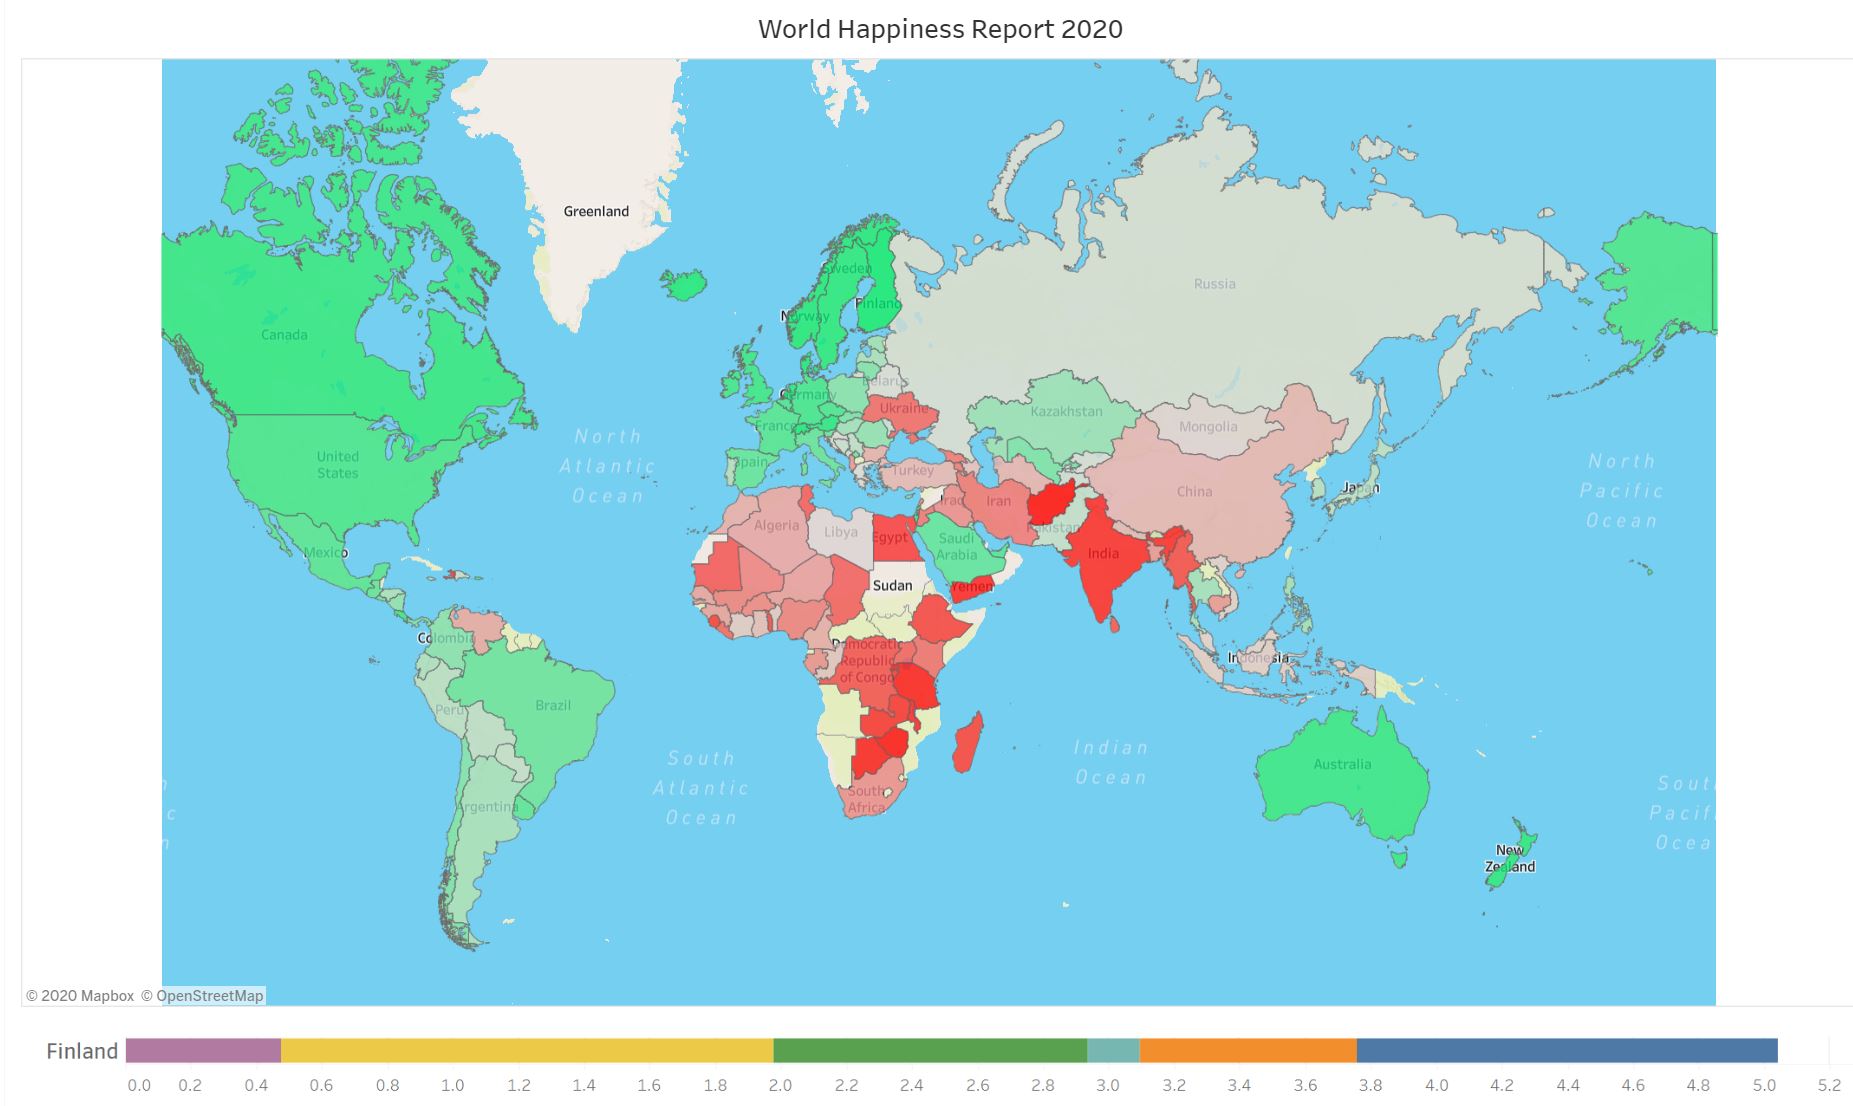 World Happiness Report 2020
Greenland
Sweden
Finland
Norway
Russia
Canada
Belarus
Germany
Ukraine
Kazakhstan
France
Mongolia
North
Atlantic
Ocean
United
States
Spain
Turkey
China
North
Pacific
Ocean
Japan
Iraq
Iran
Algeria
Libya
Egypt
Pakistan
Saudi
Arabia
India
Mexico
Sudan
Yemen
Colombia
Democratic
Republic
of Congo
Indonesia
Peru
Brazil
South
Atlantic
Ocean
Indian
Ocean
Australia
South
Africa
Argentina
New
Zealand
© 2020 Mapbox © OpenStreetMap
Finland
0.0 0.2 0.4 0.6 0.8 1.0 1.2 1.4 1.6 1.8 2.0 2.2 2.4 2.6 2.8 3.0 3.2 3.4 3.6 3.8 4.0 4.2 4.4 4.6 4.8 5.0 5.2